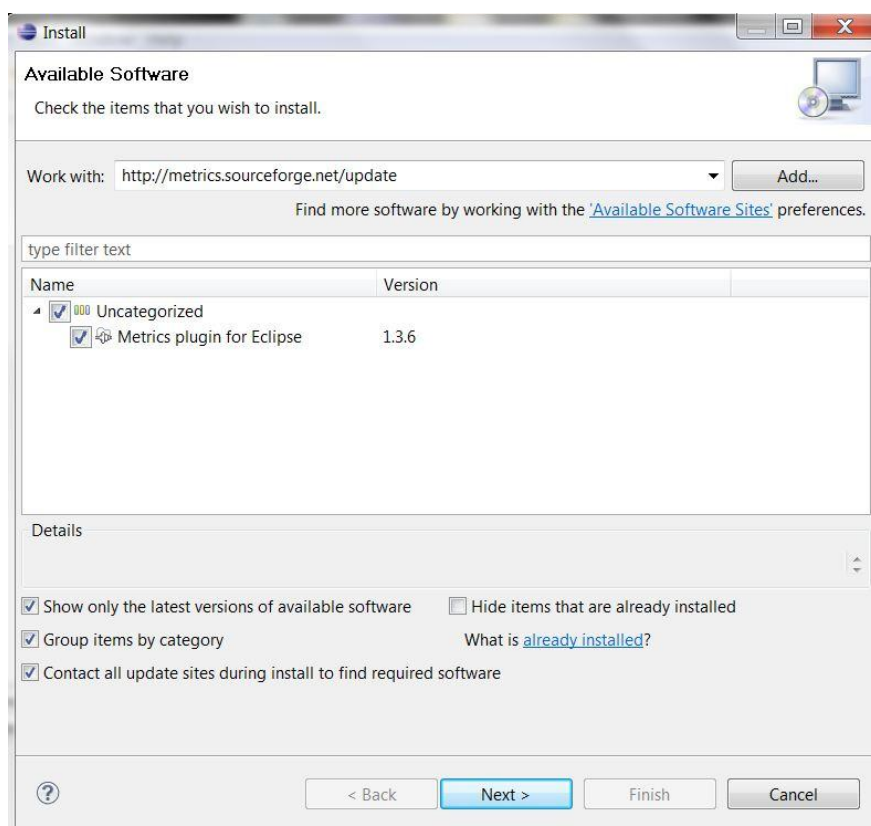 Install
Available Software
Check the items that you wish to install.
Work with: http://metrics.sourceforge.net/update Add...
Find more software by working with the 'Available Software Sites' preferences.
type filter text
Name Version
Uncategorized
Metrics plugin for Eclipse 1.3.6
Details
Show only the latest versions of available software Hide items that are already installed
Group items by category What is already installed?
Contact all update sites during install to find required software
? < Back Next > Finish Cancel